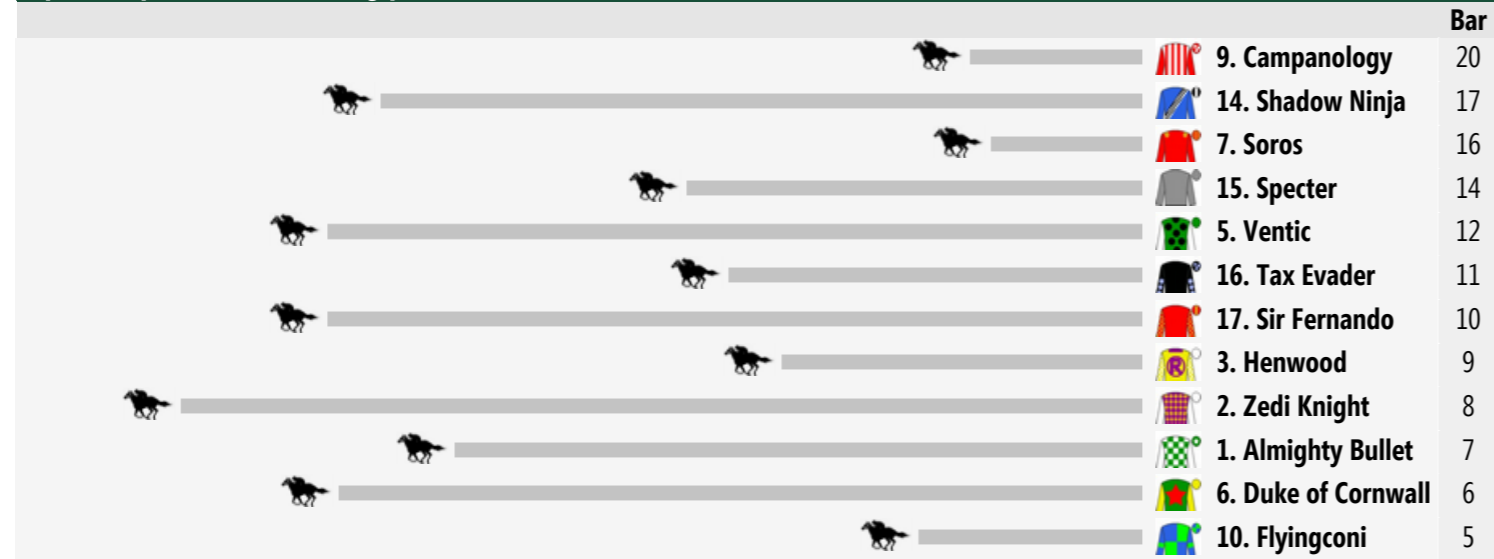 Bar
9. Campanology 20
14. Shadow Ninja 17
7. Soros 16
15. Specter 14
5. Ventic 12
16. Tax Evader 11
17. Sir Fernando 10
R 3. Henwood 9
2. Zedi Knight 8
1. Almighty Bullet 7
6. Duke of Cornwall 6
10. Flyingconi 5